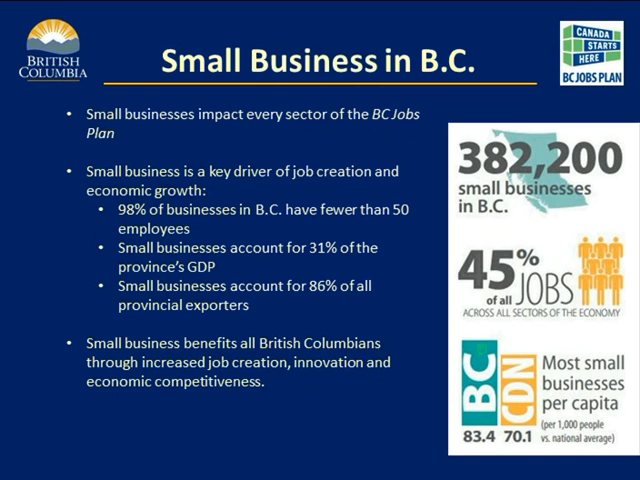 BRITISH
COLUMBIA
Small Business in B.C.
CANADA
STARTS
HERE
BC JOBS PLAN
• Small businesses impact every sector of the BC Jobs
Plan
• Small business is a key driver of job creation and
economic growth:
• 98% of businesses in B.C. have fewer than 50
employees
• Small businesses account for 31% of the
province's GDP
• Small businesses account for 86% of all
provincial exporters
• Small business benefits all British Columbians
through increased job creation, innovation and
economic competitiveness.
382,200
small businesses
in B.C.
45%
of all JOBS
ACROSS ALL SECTORS OF THE ECONOMY
BC CDN
83.4 70.1
Most small
businesses
per capita
(per 1,000 people
vs. national average)